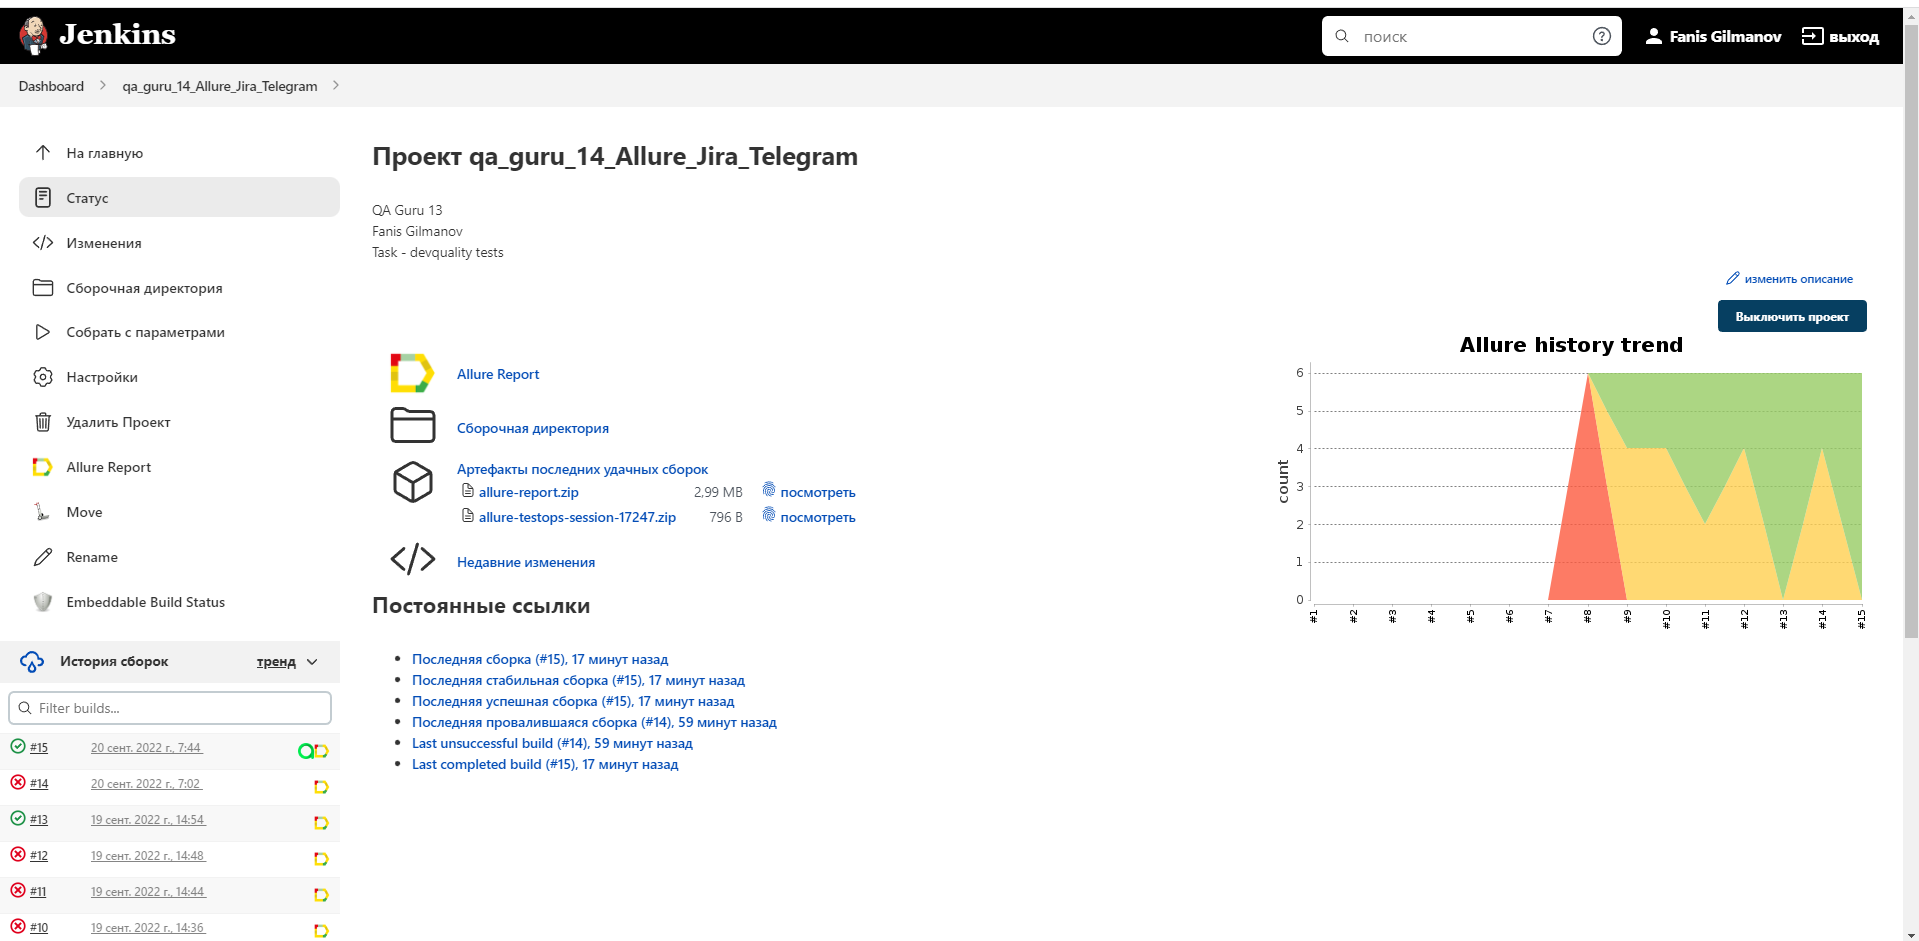 Jenkins
поиск
Fanis Gilmanov
выход
Dashboard
qa_guru_14_Allure_Jira_Telegram
На главную
Статус
Изменения
Сборочная директория
Собрать с параметрами
Настройки
Удалить Проект
Allure Report
Move
Rename
Embeddable Build Status
История сборок
тренд
Filter builds...
#15 20 сент. 2022 г., 7:44
#14 20 сент. 2022 г., 7:02
#13 19 сент. 2022 г., 14:54
#12 19 сент. 2022 г., 14:48
#11 19 сент. 2022 г., 14:44
#10 19 сент. 2022 г., 14:36
Проект qa_guru_14_Allure_Jira_Telegram
QA Guru 13
Fanis Gilmanov
Task - devquality tests
изменить описание
Выключить проект
Allure Report
Сборочная директория
Артефакты последних удачных сборок
allure-report.zip 2,99 MB посмотреть
allure-testops-session-17247.zip 796 B посмотреть
Недавние изменения
Постоянные ссылки
Последняя сборка (#15), 17 минут назад
Последняя стабильная сборка (#15), 17 минут назад
Последняя успешная сборка (#15), 17 минут назад
Последняя провалившаяся сборка (#14), 59 минут назад
Last unsuccessful build (#14), 59 минут назад
Last completed build (#15), 17 минут назад
Allure history trend
count
6
5
4
3
2
1
0
#1 #2 #3 #4 #5 #6 #7 #8 #9 #10 #11 #12 #13 #14 #15